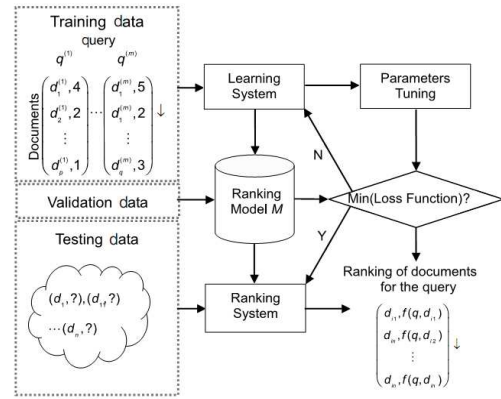 Training data
query
q^(1) q^(m)
Documents
d_1^(1),4 d_1^(m),5
d_2^(1),2 ... d_1^(m),2 ↓
⋮ ⋮
d_p^(1),1 d_q^(m),3
Learning System
Parameters Tuning
N
Validation data
Ranking Model M
Min(Loss Function)?
Y
Testing data
(d_1,?),(d_1f,?)
...(d_n,?)
Ranking System
Ranking of documents
for the query
d_i1,f(q,d_i1)
d_in,f(q,d_i2) ↓
⋮
d_in,f(q,d_in)